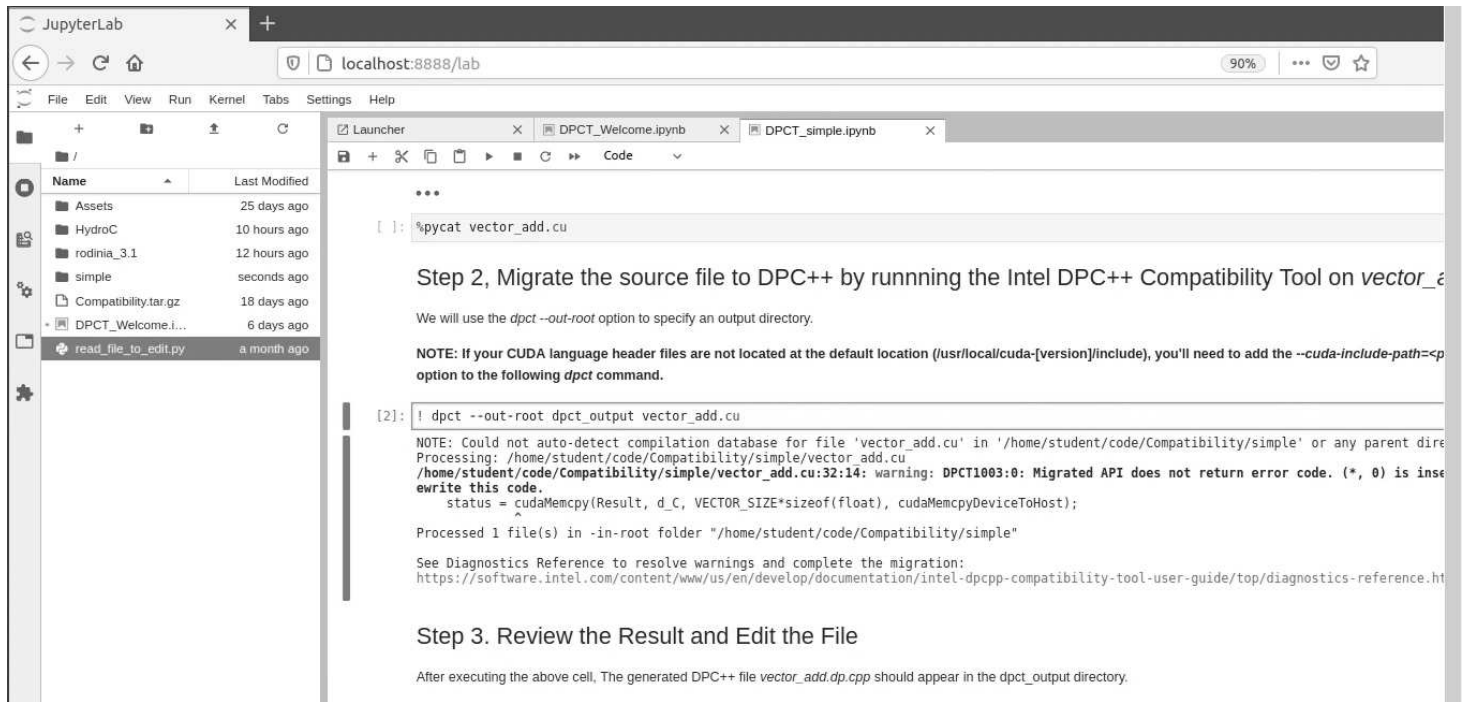 JupyterLab
localhost:8888/lab
90%
File Edit View Run Kernel Tabs Settings Help
Launcher
DPCT_Welcome.ipynb
DPCT_simple.ipynb
/
Code
Name Last Modified
Assets 25 days ago
HydroC 10 hours ago
rodinia_3.1 12 hours ago
simple seconds ago
Compatibility.tar.gz 18 days ago
DPCT_Welcome.i... 6 days ago
read_file_to_edit.py a month ago
[ ]: %pycat vector_add.cu
Step 2, Migrate the source file to DPC++ by runnning the Intel DPC++ Compatibility Tool on vector_a
We will use the dpct --out-root option to specify an output directory.
NOTE: If your CUDA language header files are not located at the default location (/usr/local/cuda-[version]/include), you'll need to add the --cuda-include-path=<p
option to the following dpct command.
[2]: ! dpct --out-root dpct_output vector_add.cu
NOTE: Could not auto-detect compilation database for file 'vector_add.cu' in '/home/student/code/Compatibility/simple' or any parent dire
Processing: /home/student/code/Compatibility/simple/vector_add.cu
/home/student/code/Compatibility/simple/vector_add.cu:32:14: warning: DPCT1003:0: Migrated API does not return error code. (*, 0) is inse
ewrite this code.
status = cudaMemcpy(Result, d_C, VECTOR_SIZE*sizeof(float), cudaMemcpyDeviceToHost);
^
Processed 1 file(s) in -in-root folder "/home/student/code/Compatibility/simple"
See Diagnostics Reference to resolve warnings and complete the migration:
https://software.intel.com/content/www/us/en/develop/documentation/intel-dpcpp-compatibility-tool-user-guide/top/diagnostics-reference.ht
Step 3. Review the Result and Edit the File
After executing the above cell, The generated DPC++ file vector_add.dp.cpp should appear in the dpct_output directory.